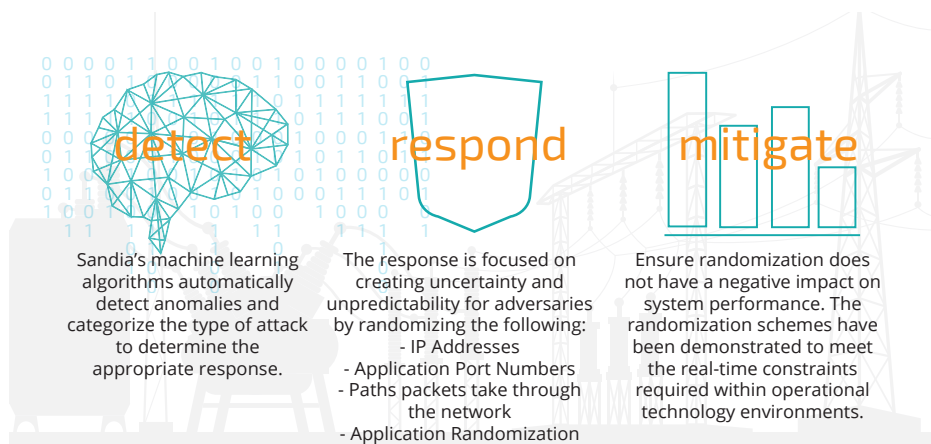 detect
Sandia's machine learning
algorithms automatically
detect anomalies and
categorize the type of attack
to determine the
appropriate response.
respond
The response is focused on
creating uncertainty and
unpredictability for adversaries
by randomizing the following:
- IP Addresses
- Application Port Numbers
- Paths packets take through
the network
- Application Randomization
mitigate
Ensure randomization does
not have a negative impact on
system performance. The
randomization schemes have
been demonstrated to meet
the real-time constraints
required within operational
technology environments.